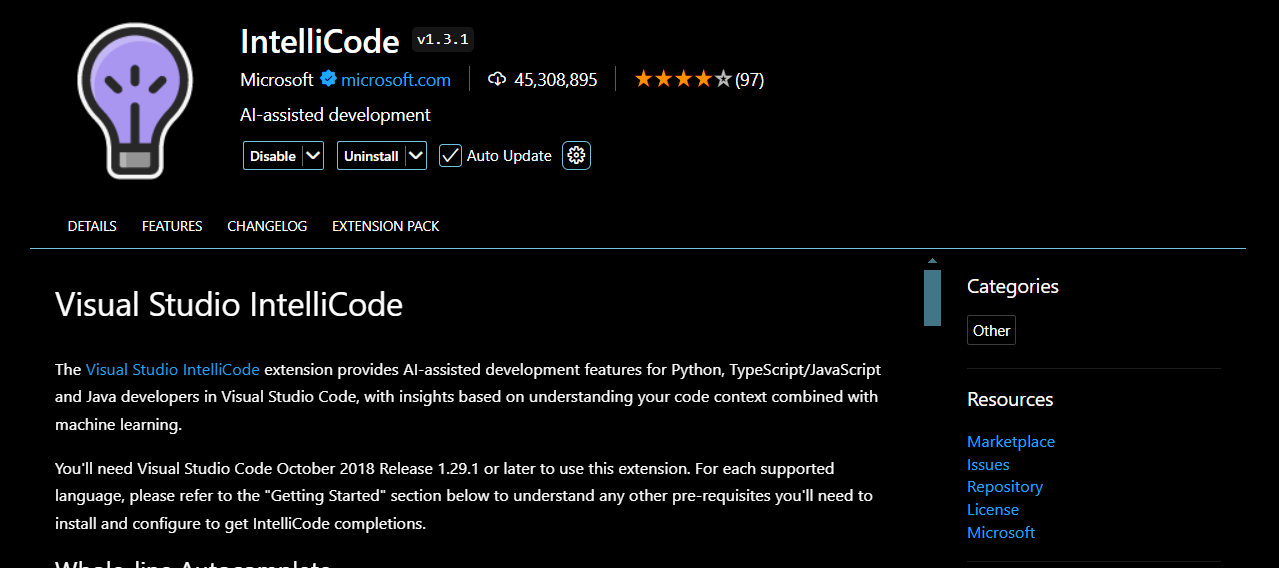 IntelliCode v1.3.1
Microsoft microsoft.com 45,308,895 (97)
AI-assisted development
Disable Uninstall Auto Update
DETAILS FEATURES CHANGELOG EXTENSION PACK
Visual Studio IntelliCode
The Visual Studio IntelliCode extension provides AI-assisted development features for Python, TypeScript/JavaScript
and Java developers in Visual Studio Code, with insights based on understanding your code context combined with
machine learning.
You'll need Visual Studio Code October 2018 Release 1.29.1 or later to use this extension. For each supported
language, please refer to the "Getting Started" section below to understand any other pre-requisites you'll need to
install and configure to get IntelliCode completions.
Whole-line Autocomplete
Categories
Other
Resources
Marketplace
Issues
Repository
License
Microsoft